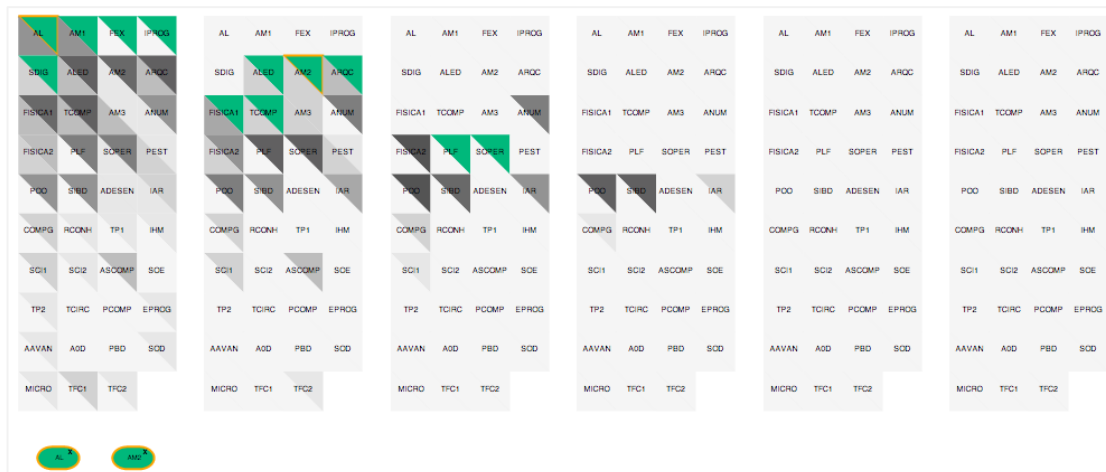 AL AM1 FEX IPROG AL AM1 FEX IPROG AL AM1 FEX IPROG AL AM1 FEX IPROG AL AM1 FEX IPROG AL AM1 FEX IPROG
SDIG ALED AM2 ARQC SDIG ALED AM2 ARQC SDIG ALED AM2 ARQC SDIG ALED AM2 ARQC SDIG ALED AM2 ARQC SDIG ALED AM2 ARQC
FISICA1 TCOMP AM3 ANUM FISICA1 TCOMP AM3 ANUM FISICA1 TCOMP AM3 ANUM FISICA1 TCOMP AM3 ANUM FISICA1 TCOMP AM3 ANUM FISICA1 TCOMP AM3 ANUM
FISICA2 PLF SOPER PEST FISICA2 PLF SOPER PEST FISICA2 PLF SOPER PEST FISICA2 PLF SOPER PEST FISICA2 PLF SOPER PEST FISICA2 PLF SOPER PEST
POO SIBD ADESEN IAR POO SIBD ADESEN IAR POO SIBD ADESEN IAR POO SIBD ADESEN IAR POO SIBD ADESEN IAR POO SIBD ADESEN IAR
COMPG RCONH TP1 IHM COMPG RCONH TP1 IHM COMPG RCONH TP1 IHM COMPG RCONH TP1 IHM COMPG RCONH TP1 IHM COMPG RCONH TP1 IHM
SCI1 SCI2 ASCOMP SOE SCI1 SCI2 ASCOMP SOE SCI1 SCI2 ASCOMP SOE SCI1 SCI2 ASCOMP SOE SCI1 SCI2 ASCOMP SOE SCI1 SCI2 ASCOMP SOE
TP2 TCIRC PCOMP EPROG TP2 TCIRC PCOMP EPROG TP2 TCIRC PCOMP EPROG TP2 TCIRC PCOMP EPROG TP2 TCIRC PCOMP EPROG TP2 TCIRC PCOMP EPROG
AAVAN AOD PBD SOD AAVAN AOD PBD SOD AAVAN AOD PBD SOD AAVAN AOD PBD SOD AAVAN AOD PBD SOD AAVAN AOD PBD SOD
MICRO TFC1 TFC2 MICRO TFC1 TFC2 MICRO TFC1 TFC2 MICRO TFC1 TFC2 MICRO TFC1 TFC2 MICRO TFC1 TFC2
AL X AM2 X